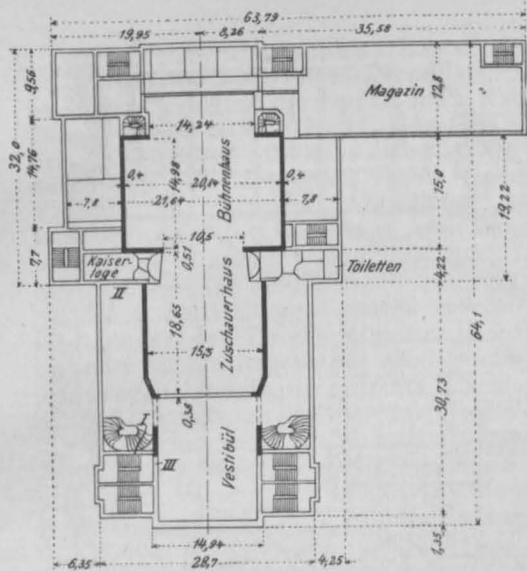 63,79
19,95 8,26 35,58
9,56
Magazin
12,8
14,24
32,0
14,76
14,98
Bühnenhaus
0,4
20,84
0,4
7,8
21,64
7,8
15,0
19,22
10,5
Kaiser-
loge
0,51
Toiletten
7,7
4,22
II
64,1
18,65
Zuschauerhaus
15,5
30,73
0,38
I
III
Vestibül
1,35
14,94
6,35 28,7 4,25